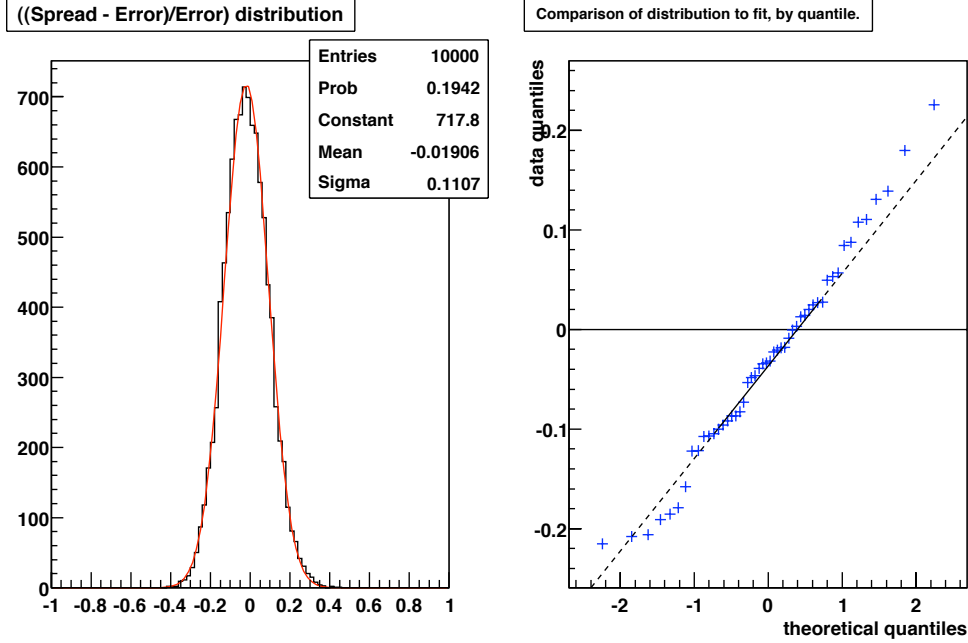 ((Spread - Error)/Error) distribution
Entries 10000
Prob 0.1942
Constant 717.8
Mean -0.01906
Sigma 0.1107
700
600
500
400
300
200
100
0
-1 -0.8 -0.6 -0.4 -0.2 0 0.2 0.4 0.6 0.8 1
Comparison of distribution to fit, by quantile.
data quantiles
0.2
0.1
0
-0.1
-0.2
-2 -1 0 1 2
theoretical quantiles